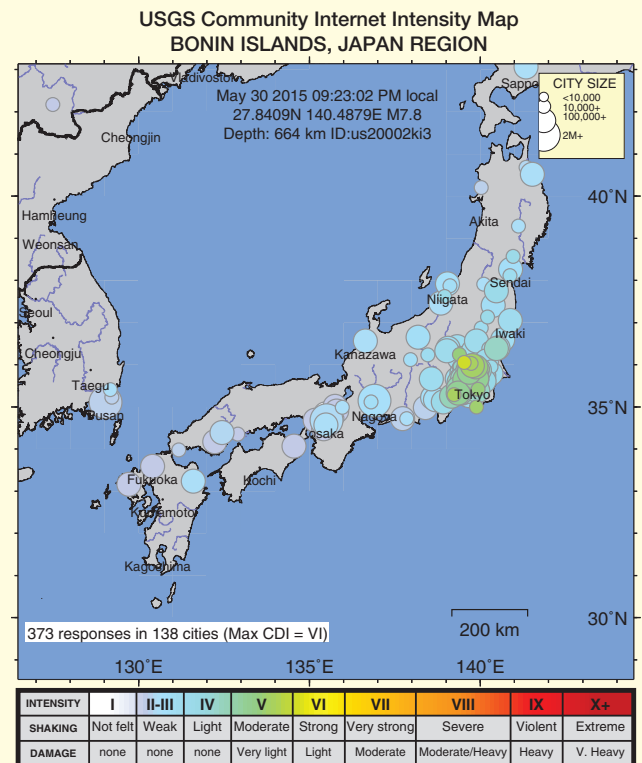 USGS Community Internet Intensity Map
BONIN ISLANDS, JAPAN REGION
May 30 2015 09:23:02 PM local
27.8409N 140.4879E M7.8
Depth: 664 km ID:us20002ki3
CITY SIZE
<10,000
10,000+
100,000+
2M+
Vladivostok
Sappo
Cheongjin
40°N
Akita
Hamheung
Weonsan
Sendai
Niigata
Seoul
Iwaki
Kanazawa
Cheongju
Taegu
Tokyo
Nagoya
35°N
Pusan
Osaka
Fukuoka
Kochi
Kumamoto
Kagoshima
30°N
373 responses in 138 cities (Max CDI = VI)
200 km
130°E 135°E 140°E
INTENSITY I II-III IV V VI VII VIII IX X+
SHAKING Not felt Weak Light Moderate Strong Very strong Severe Violent Extreme
DAMAGE none none none Very light Light Moderate Moderate/Heavy Heavy V. Heavy